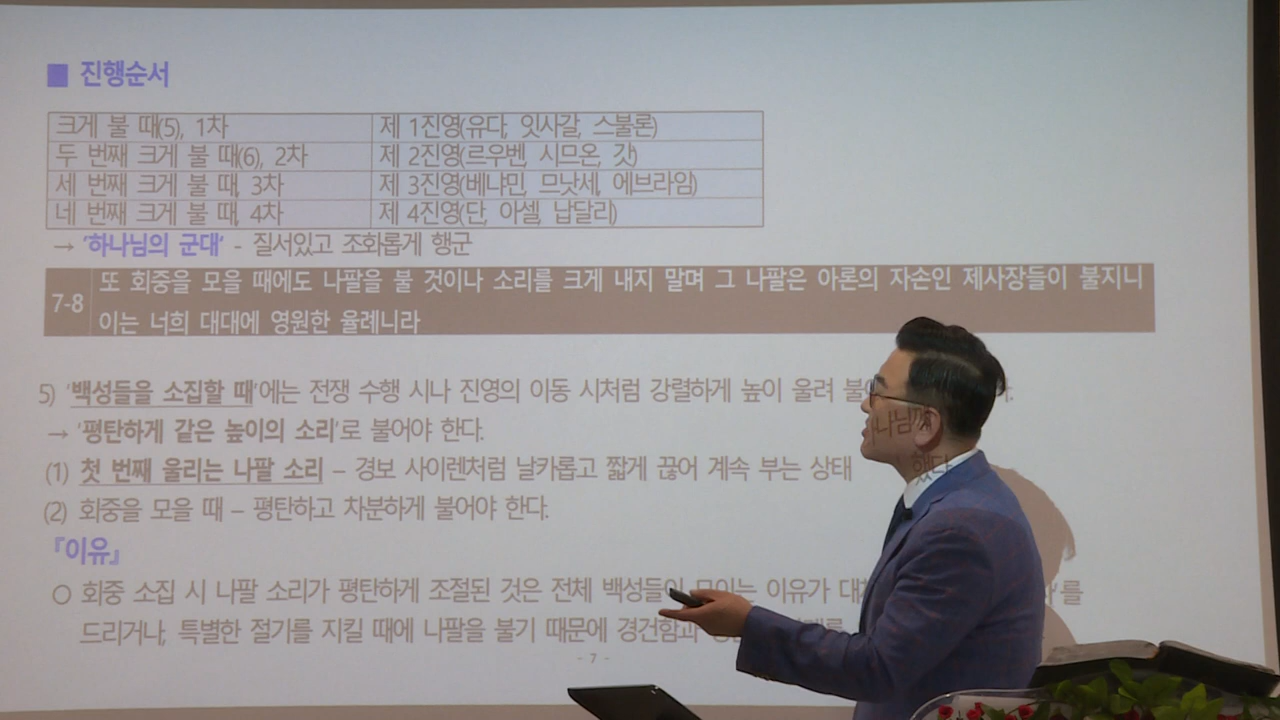 ■ 진행순서
크게 불 때(5), 1차 제 1진영(유다, 잇사갈, 스불론)
두 번째 크게 불 때(6), 2차 제 2진영(르우벤, 시므온, 갓)
세 번째 크게 불 때, 3차 제 3진영(베냐민, 므낫세, 에브라임)
네 번째 크게 불 때, 4차 제 4진영(단, 아셀, 납달리)
→ '하나님의 군대' - 질서있고 조화롭게 행군
7-8 또 회중을 모을 때에도 나팔을 불 것이나 소리를 크게 내지 말며 그 나팔은 아론의 자손인 제사장들이 불지니
이는 너희 대대에 영원한 율례니라
5) '백성들을 소집할 때'에는 전쟁 수행 시나 진영의 이동 시처럼 강렬하게 높이 울려
→ '평탄하게 같은 높이의 소리'로 불어야 한다.
(1) 첫 번째 울리는 나팔 소리 – 경보 사이렌처럼 날카롭고 짧게 끊어 계속 부는 상태
(2) 회중을 모을 때 – 평탄하고 차분하게 불어야 한다.
『이유』
○ 회중 소집 시 나팔 소리가 평탄하게 조절된 것은 전체 백성들이 모이는 이유가 를
드리거나, 특별한 절기를 지킬 때에 나팔을 불기 때문에 경건함과
- 7 -